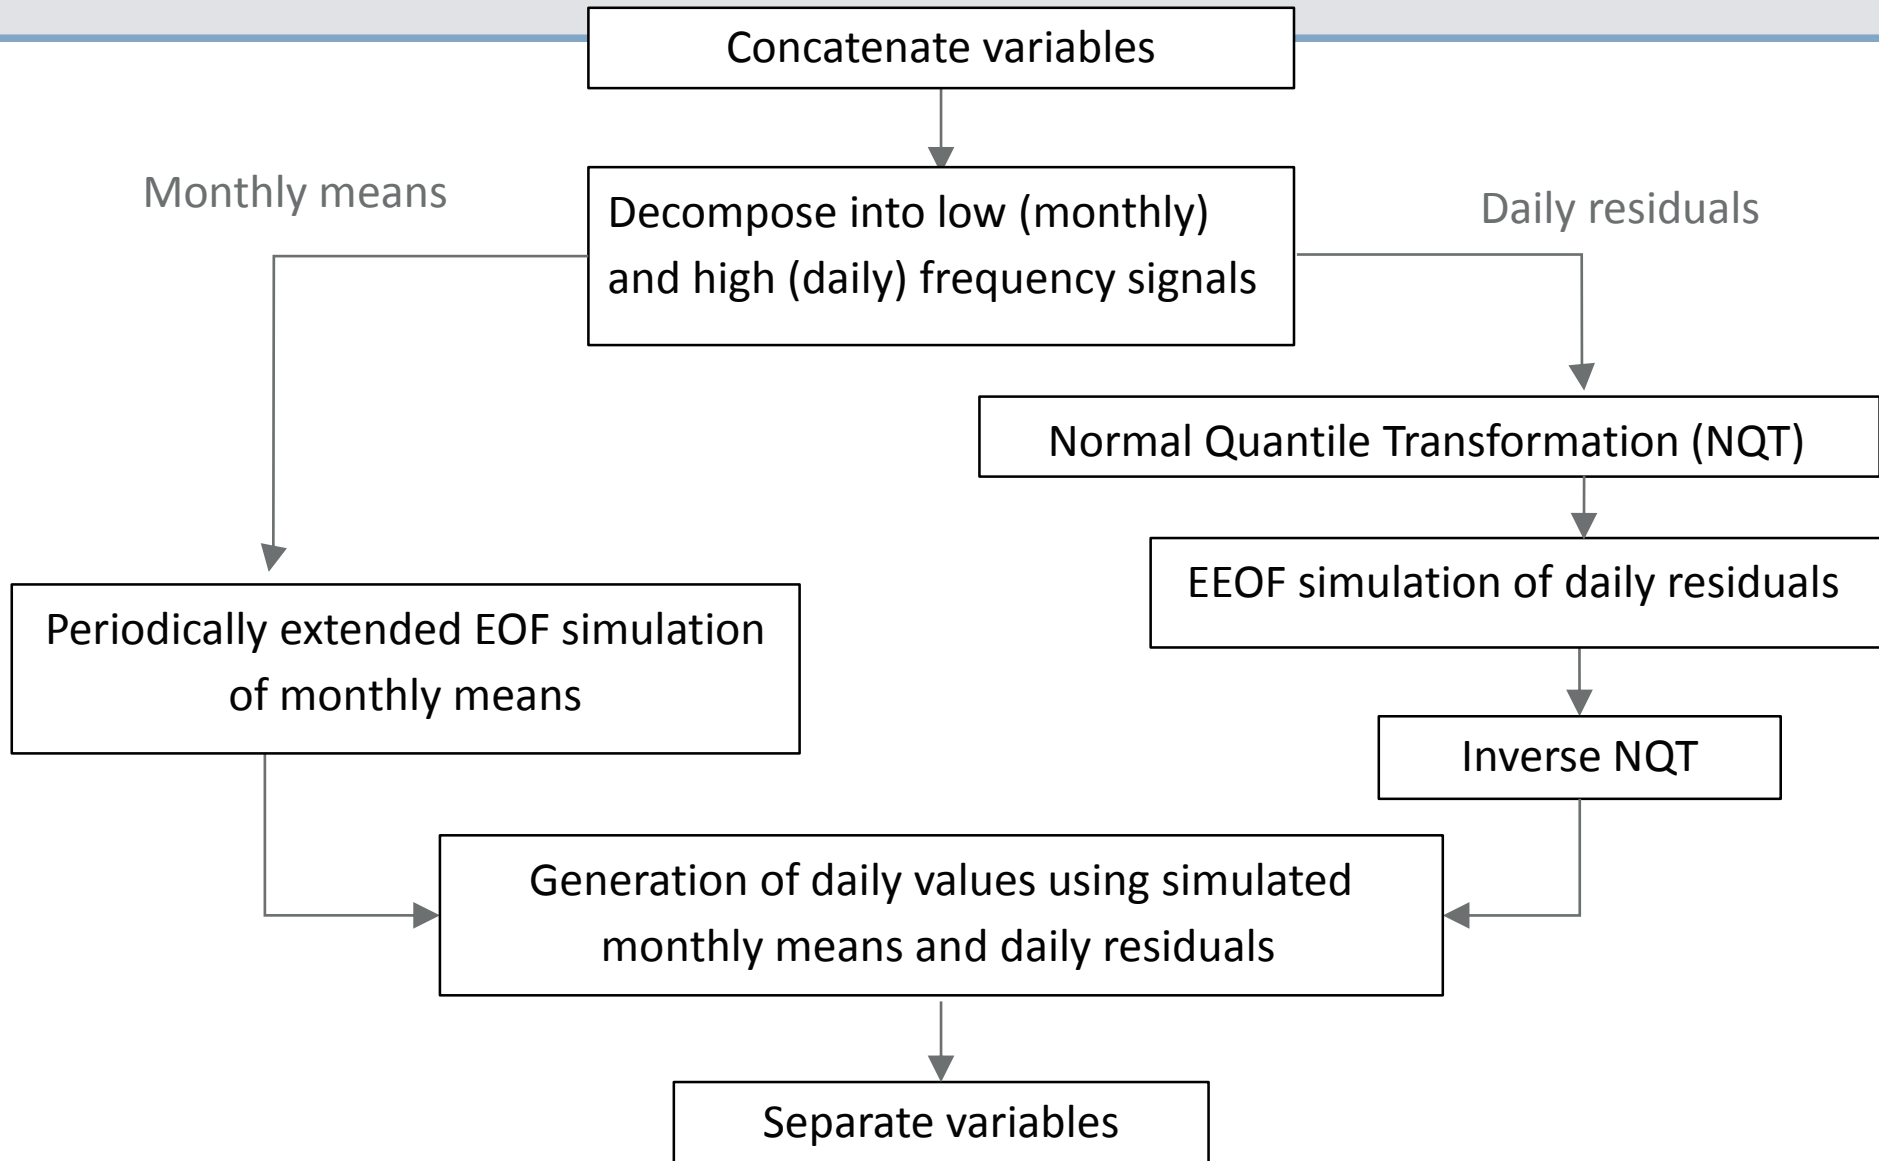 Concatenate variables
Monthly means
Decompose into low (monthly)
and high (daily) frequency signals
Daily residuals
Normal Quantile Transformation (NQT)
EEOF simulation of daily residuals
Periodically extended EOF simulation
of monthly means
Inverse NQT
Generation of daily values using simulated
monthly means and daily residuals
Separate variables